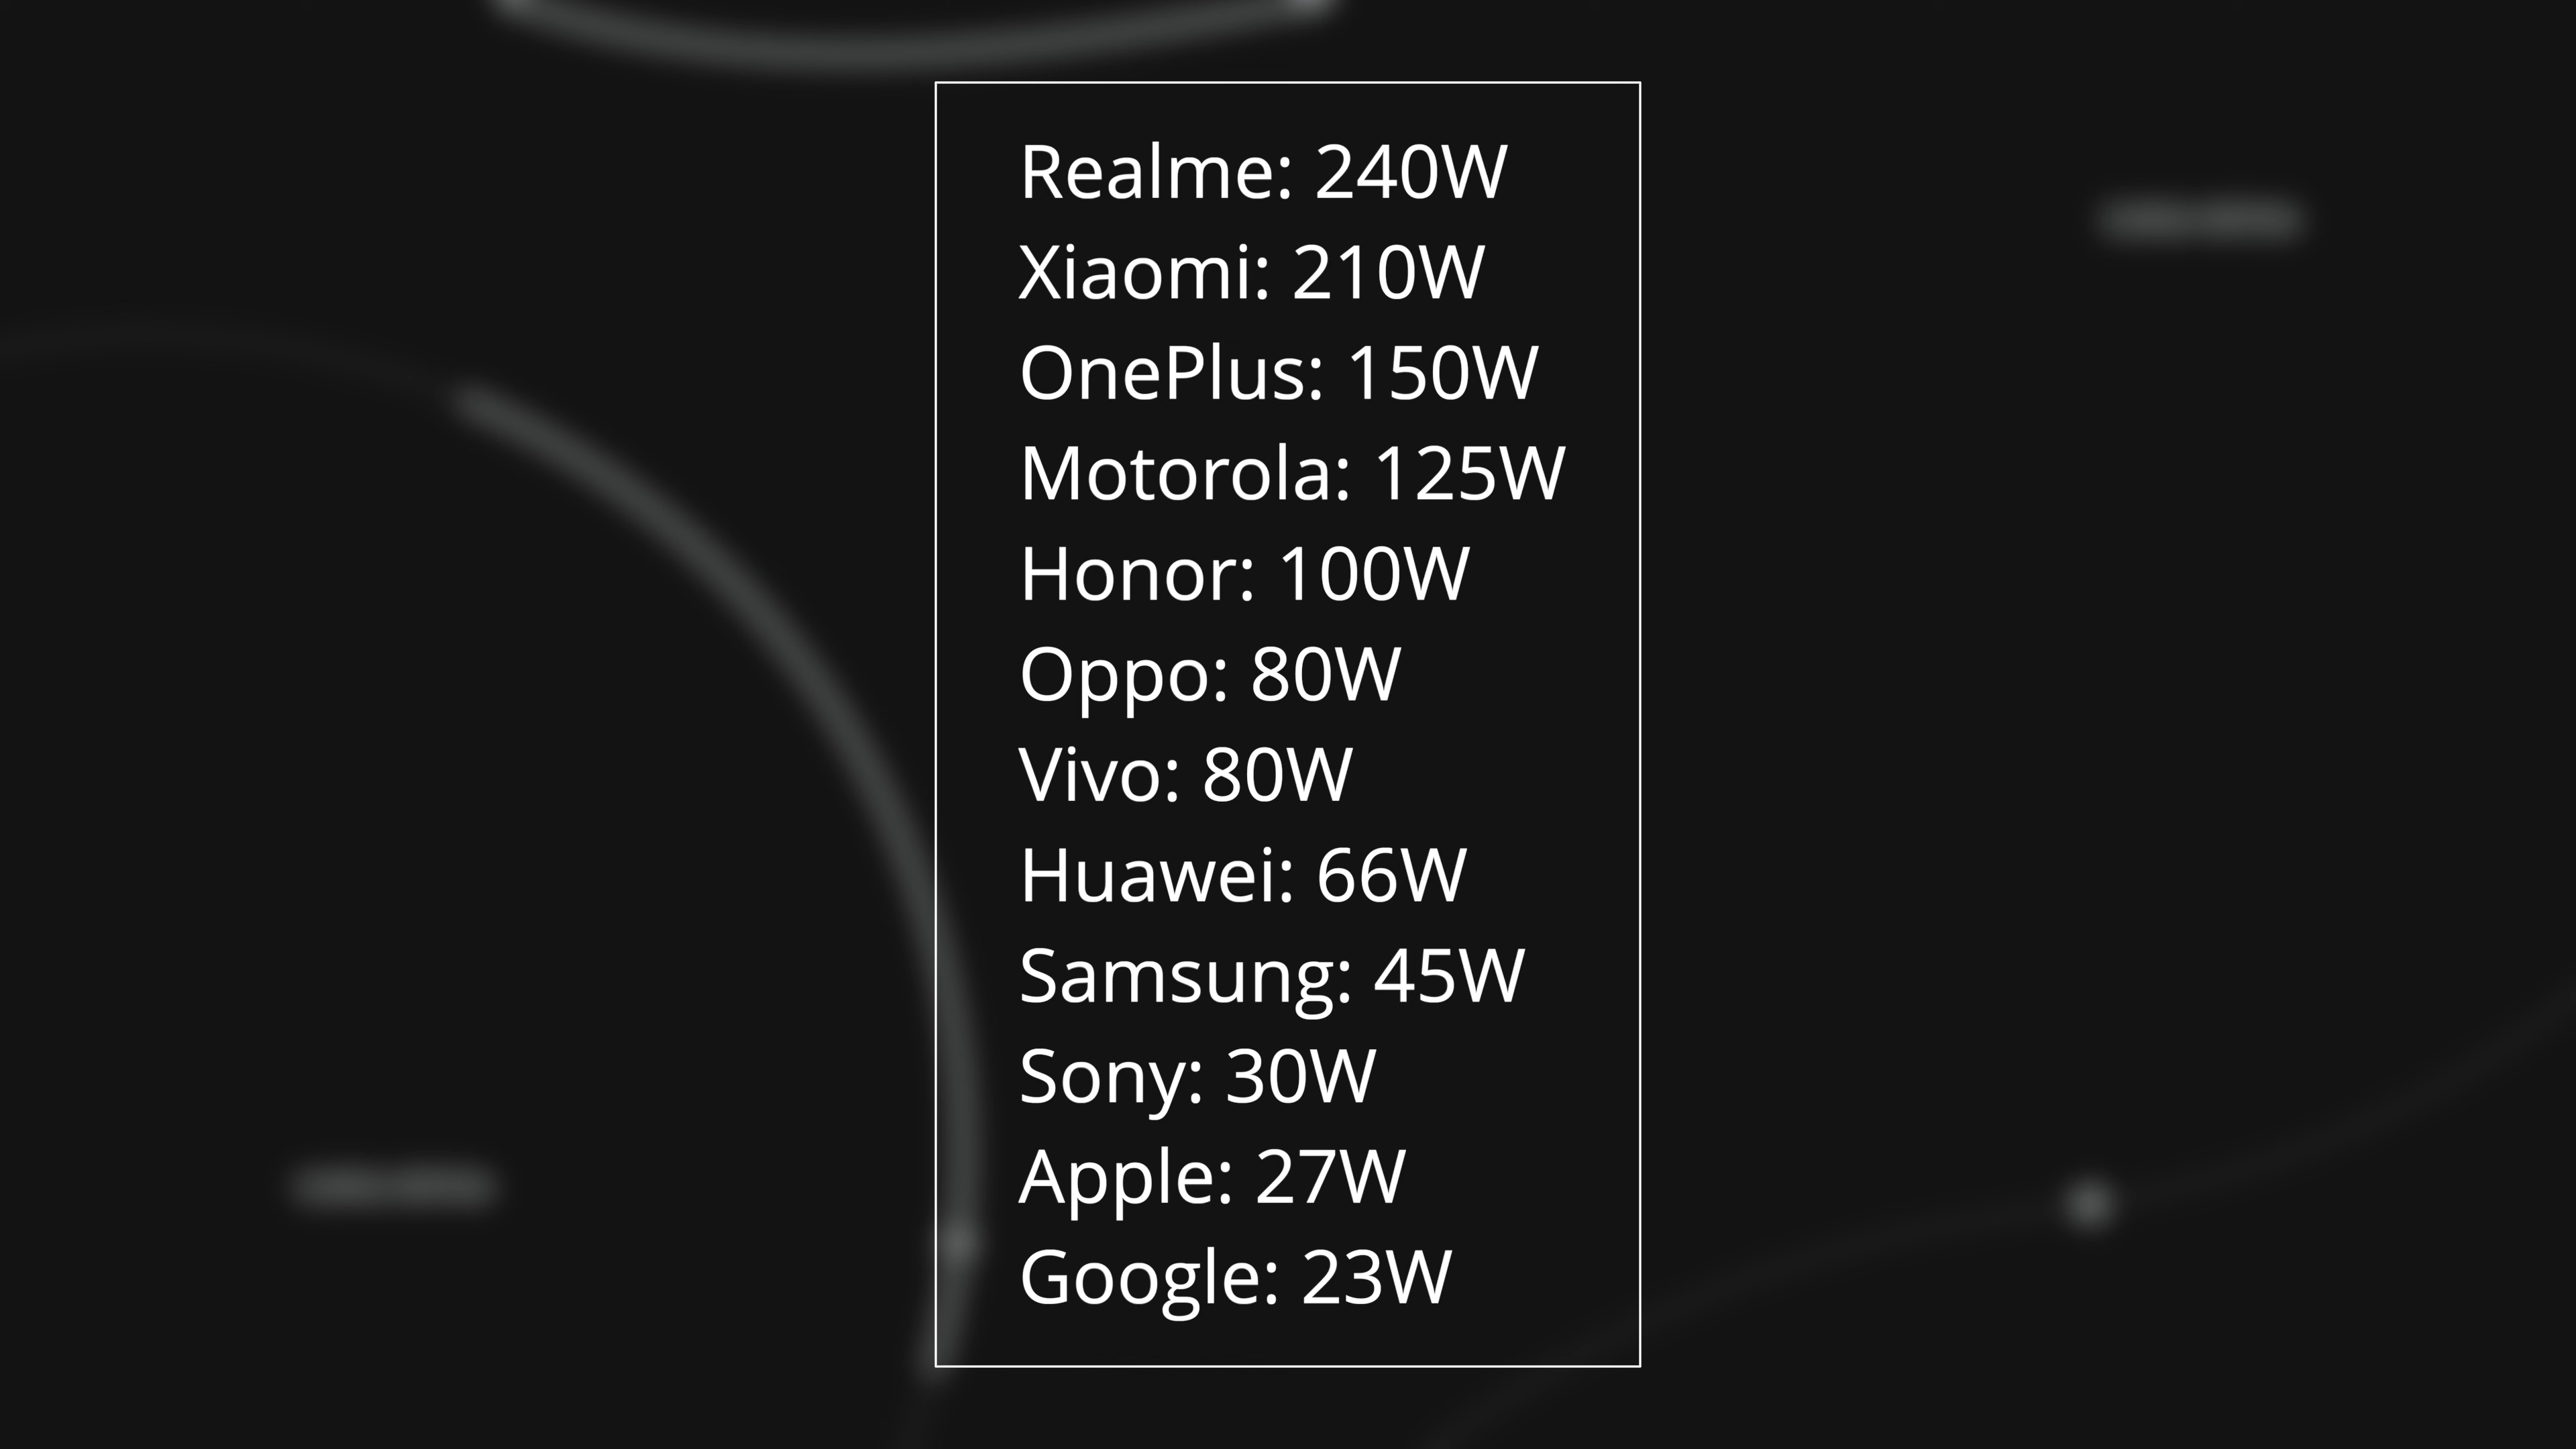 Realme: 240W
Xiaomi: 210W
OnePlus: 150W
Motorola: 125W
Honor: 100W
Oppo: 80W
Vivo: 80W
Huawei: 66W
Samsung: 45W
Sony: 30W
Apple: 27W
Google: 23W